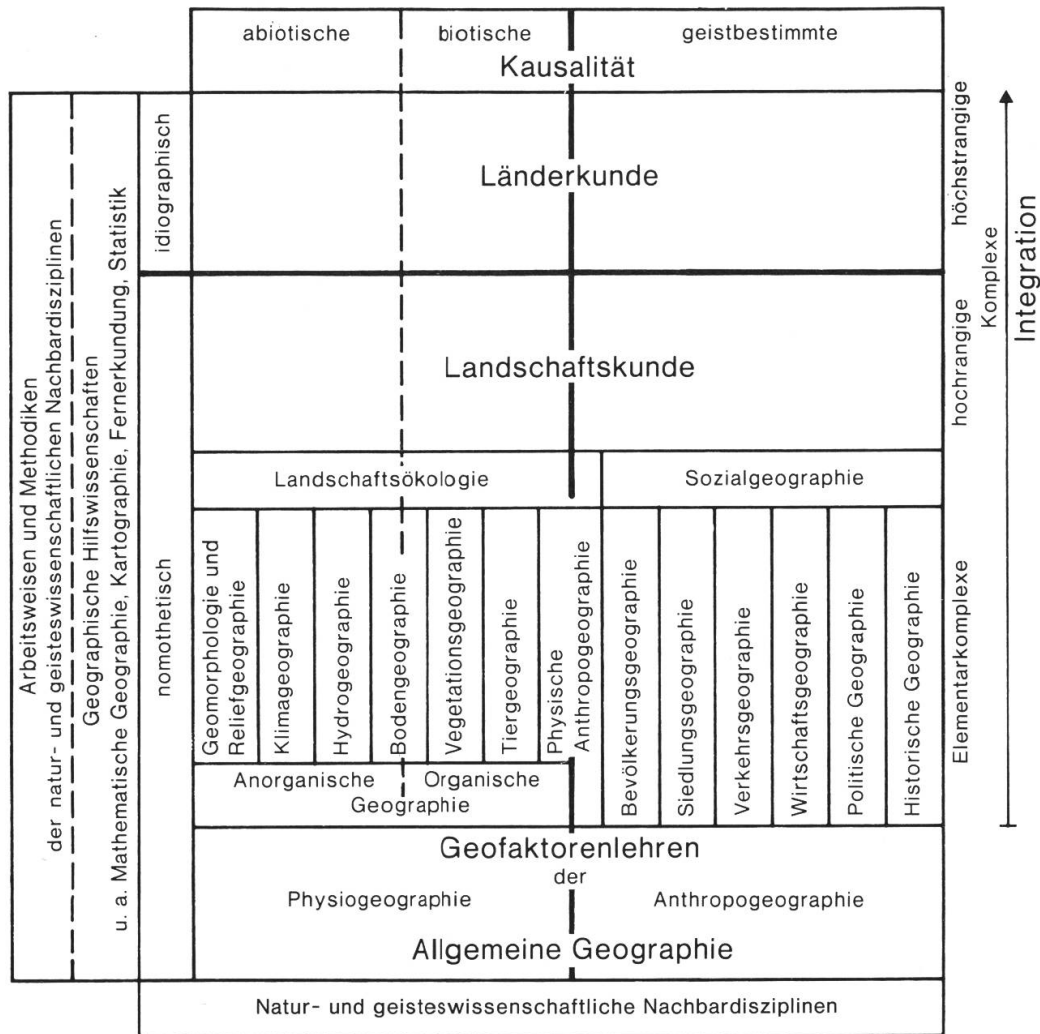 abiotische
biotische
geistbestimmte
Kausalität
Arbeitsweisen und Methodiken
der natur- und geisteswissenschaftlichen Nachbardisziplinen
Geographische Hilfswissenschaften
u. a. Mathematische Geographie, Kartographie, Fernerkundung, Statistik
idiographisch
nomothetisch
Länderkunde
Landschaftskunde
Landschaftsökologie
Sozialgeographie
Geomorphologie und
Reliefgeographie
Klimageographie
Hydrogeographie
Bodengeographie
Vegetationsgeographie
Tiergeographie
Physische
Anthropogeographie
Bevölkerungsgeographie
Siedlungsgeographie
Verkehrsgeographie
Wirtschaftsgeographie
Politische Geographie
Historische Geographie
Anorganische
Organische
Geographie
Geofaktorenlehren
der
Physiogeographie
Anthropogeographie
Allgemeine Geographie
Natur- und geisteswissenschaftliche Nachbardisziplinen
höchstrangige
hochrangige
Komplexe
Elementarkomplexe
Integration